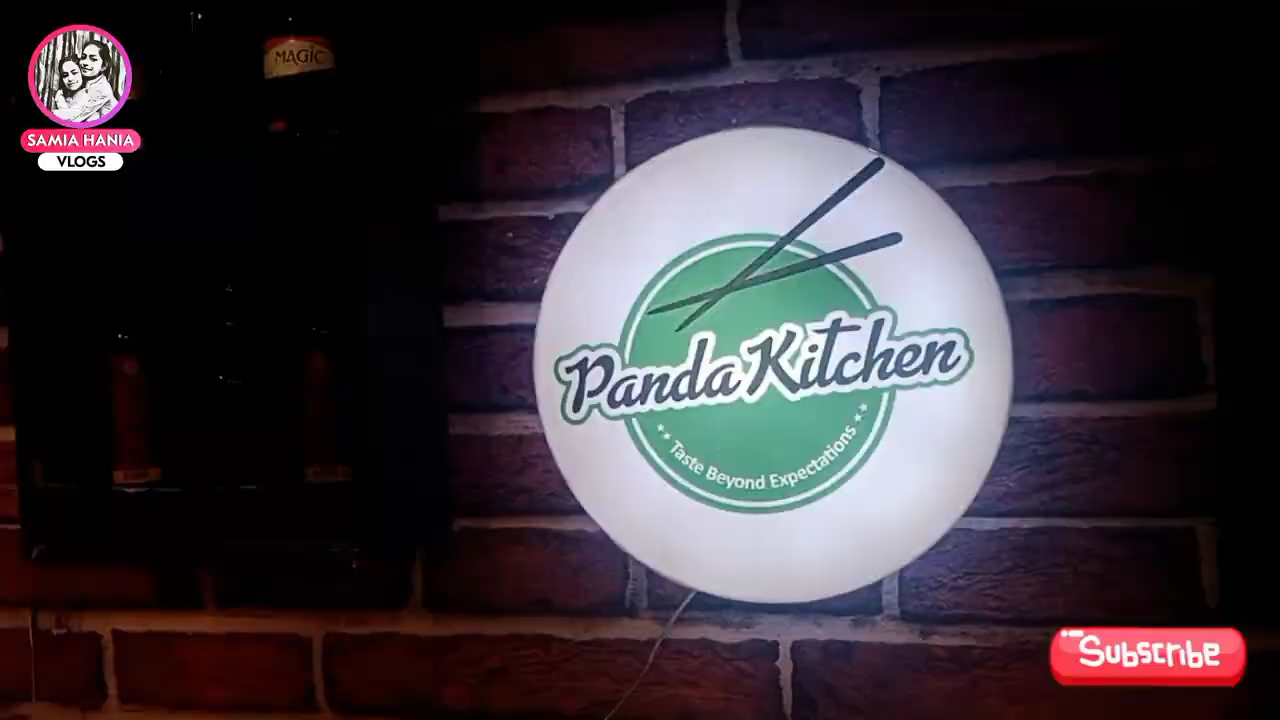 MAGIC
SAMIA HANIA
VLOGS
Panda Kitchen
Taste Beyond Expectations
Subscribe